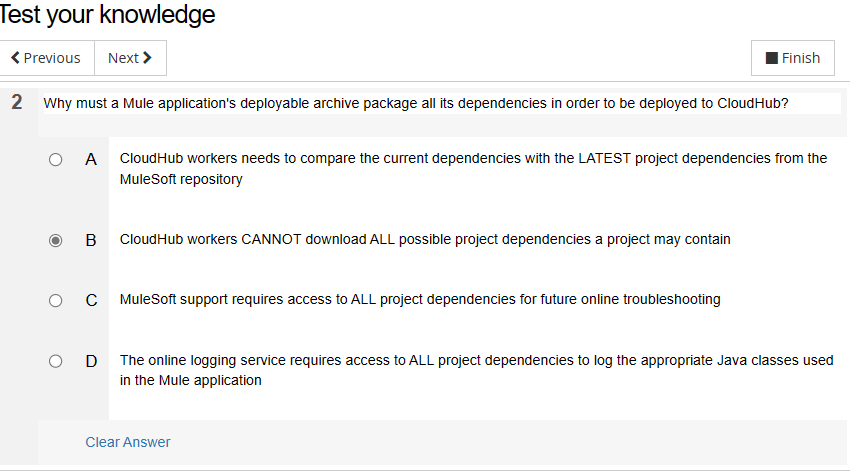 Test your knowledge
Previous
Next
Finish
2 Why must a Mule application's deployable archive package all its dependencies in order to be deployed to CloudHub?
A CloudHub workers needs to compare the current dependencies with the LATEST project dependencies from the
MuleSoft repository
B CloudHub workers CANNOT download ALL possible project dependencies a project may contain
C MuleSoft support requires access to ALL project dependencies for future online troubleshooting
D The online logging service requires access to ALL project dependencies to log the appropriate Java classes used
in the Mule application
Clear Answer